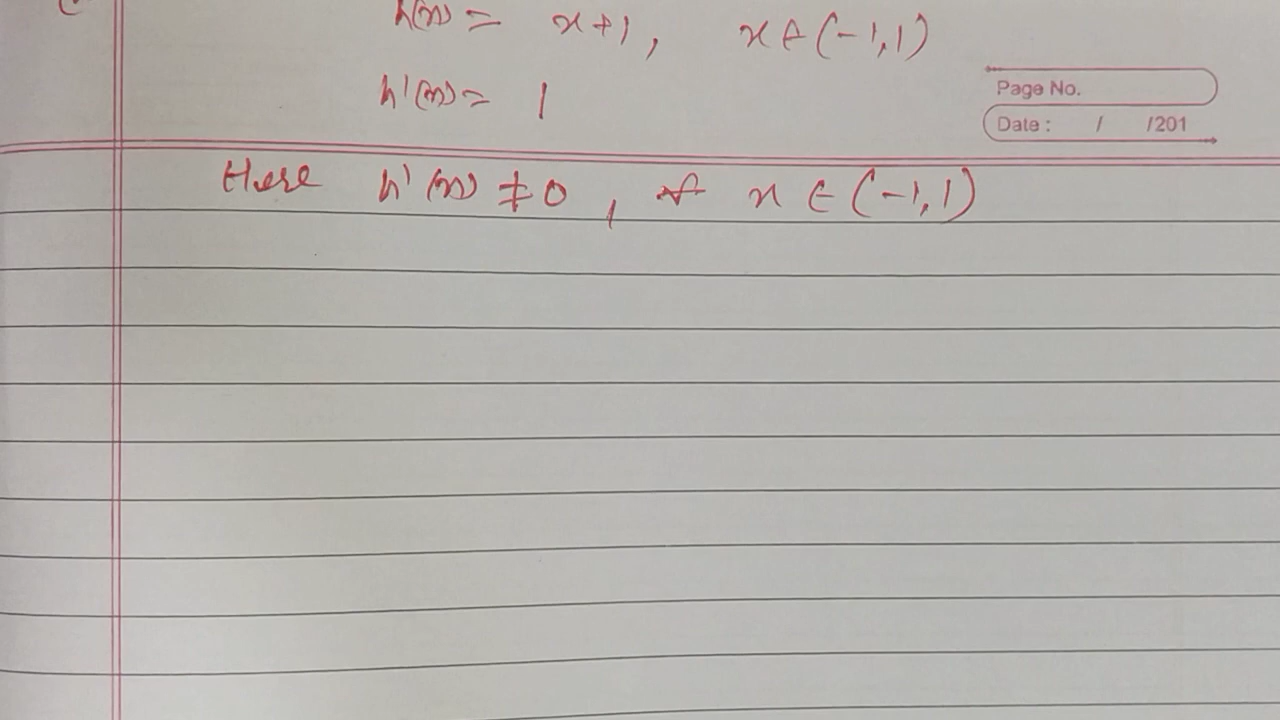 h(x) = x+1, x ∈ (-1,1)
h'(x) = 1
Page No.
Date : / /201
Here h'(x) ≠ 0, ∀ x ∈ (-1,1)